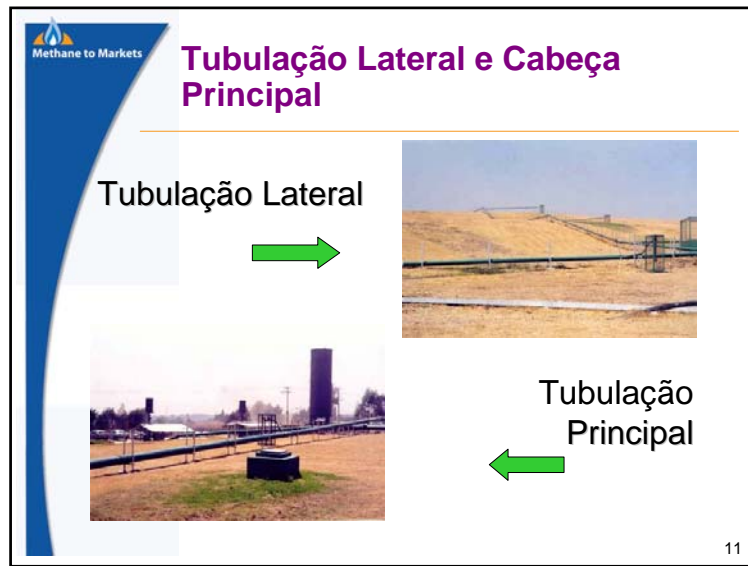 Methane to Markets
Tubulação Lateral e Cabeça
Principal
Tubulação Lateral
Tubulação
Principal
11